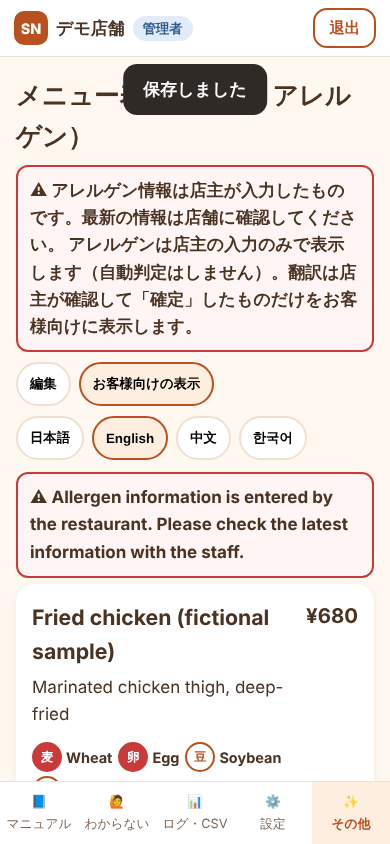 SN デモ店舗 管理者 退出
保存しました
メニュー アレル
ゲン）
⚠ アレルゲン情報は店主が入力したもの
です。最新の情報は店舗に確認してくださ
い。 アレルゲンは店主の入力のみで表示
します（自動判定はしません）。翻訳は店
主が確認して「確定」したものだけをお客
様向けに表示します。
編集 お客様向けの表示
日本語 English 中文 한국어
⚠ Allergen information is entered by
the restaurant. Please check the latest
information with the staff.
Fried chicken (fictional ¥680
sample)
Marinated chicken thigh, deep-
fried
麦 Wheat 卵 Egg 豆 Soybean
マニュアル わからない ログ・CSV 設定 その他